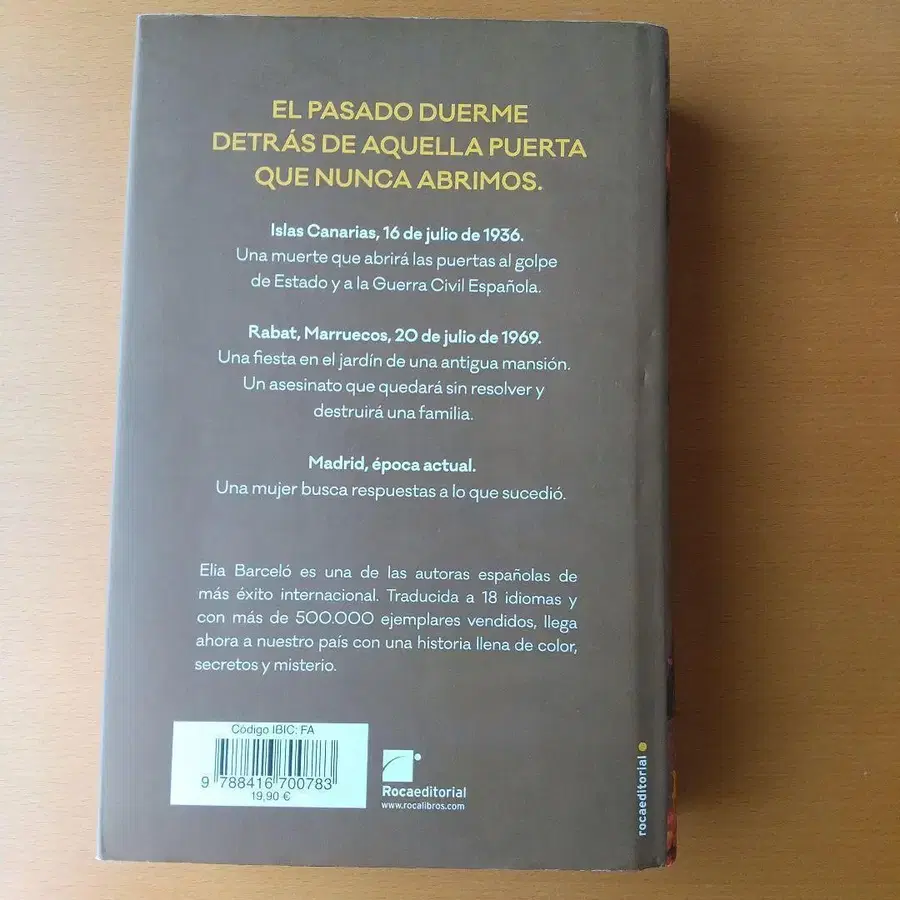 EL PASADO DUERME
DETRÁS DE AQUELLA PUERTA
QUE NUNCA ABRIMOS.
Islas Canarias, 16 de julio de 1936.
Una muerte que abrirá las puertas al golpe
de Estado y a la Guerra Civil Española.
Rabat, Marruecos, 20 de julio de 1969.
Una fiesta en el jardín de una antigua mansión.
Un asesinato que quedará sin resolver y
destruirá una familia.
Madrid, época actual.
Una mujer busca respuestas a lo que sucedió.
Elia Barceló es una de las autoras españolas de
más éxito internacional. Traducida a 18 idiomas y
con más de 500.000 ejemplares vendidos, llega
ahora a nuestro país con una historia llena de color,
secretos y misterio.
Código IBIC: FA
9 788416 700783
19,90 €
Rocaeditorial
www.rocalibros.com
rocaeditorial